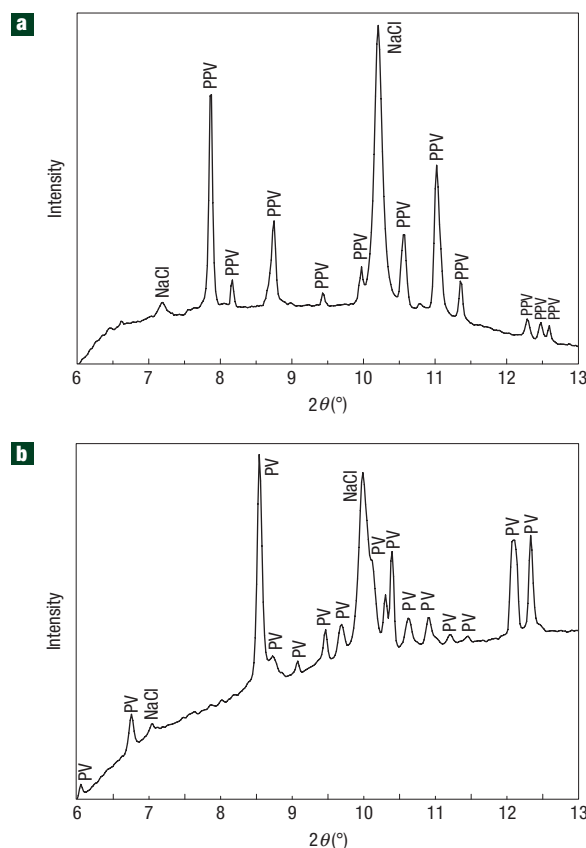 a
Intensity
NaCl
PPV
PPV
PPV
PPV
PPV
NaCl
PPV
PPV
PPV
PPV
PPV
PPV
6 7 8 9 10 11 12 13
2θ(°)
b
Intensity
PV
PV
NaCl
PV
PV
PV
PV
PV
NaCl
PV
PV
PV
PV
PV
PV
PV
PV
6 7 8 9 10 11 12 13
2θ(°)